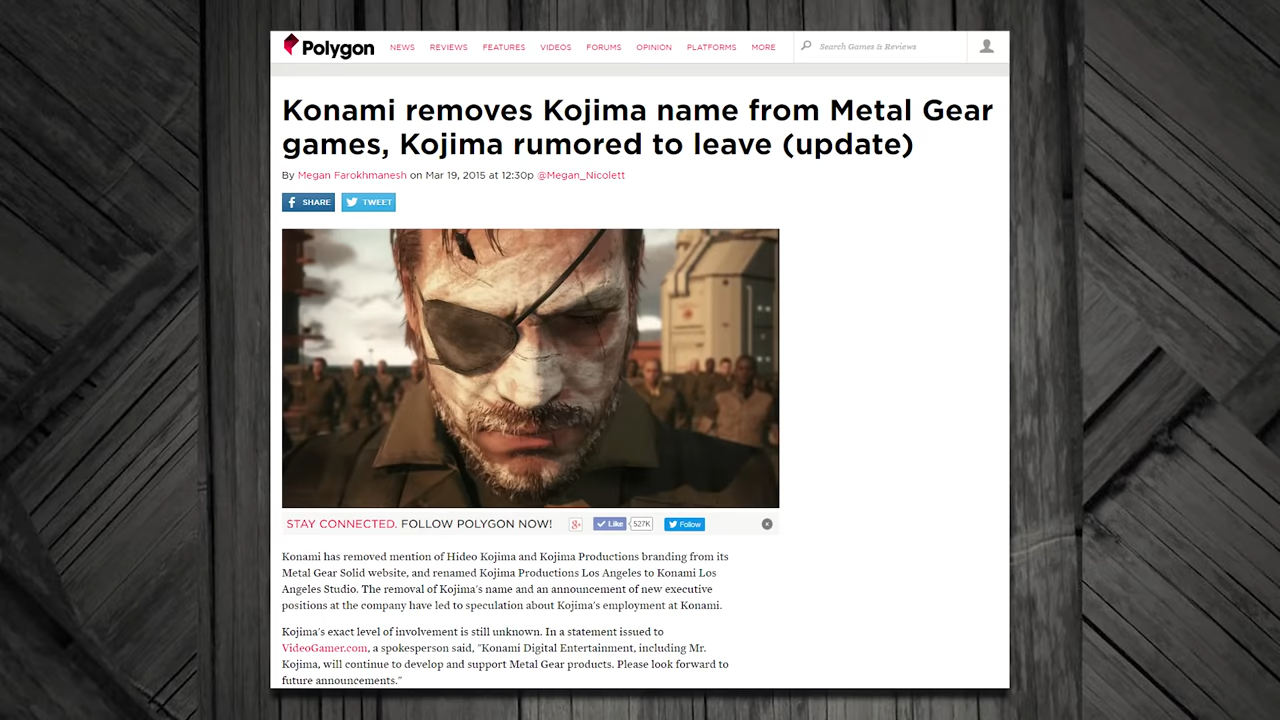 Polygon NEWS REVIEWS FEATURES VIDEOS FORUMS OPINION PLATFORMS MORE Search Games & Reviews
Konami removes Kojima name from Metal Gear
games, Kojima rumored to leave (update)
By Megan Farokhmanesh on Mar 19, 2015 at 12:30p @Megan_Nicolett
SHARE TWEET
STAY CONNECTED. FOLLOW POLYGON NOW! g+ Like 527K Follow
Konami has removed mention of Hideo Kojima and Kojima Productions branding from its
Metal Gear Solid website, and renamed Kojima Productions Los Angeles to Konami Los
Angeles Studio. The removal of Kojima's name and an announcement of new executive
positions at the company have led to speculation about Kojima's employment at Konami.
Kojima's exact level of involvement is still unknown. In a statement issued to
VideoGamer.com, a spokesperson said, "Konami Digital Entertainment, including Mr.
Kojima, will continue to develop and support Metal Gear products. Please look forward to
future announcements."